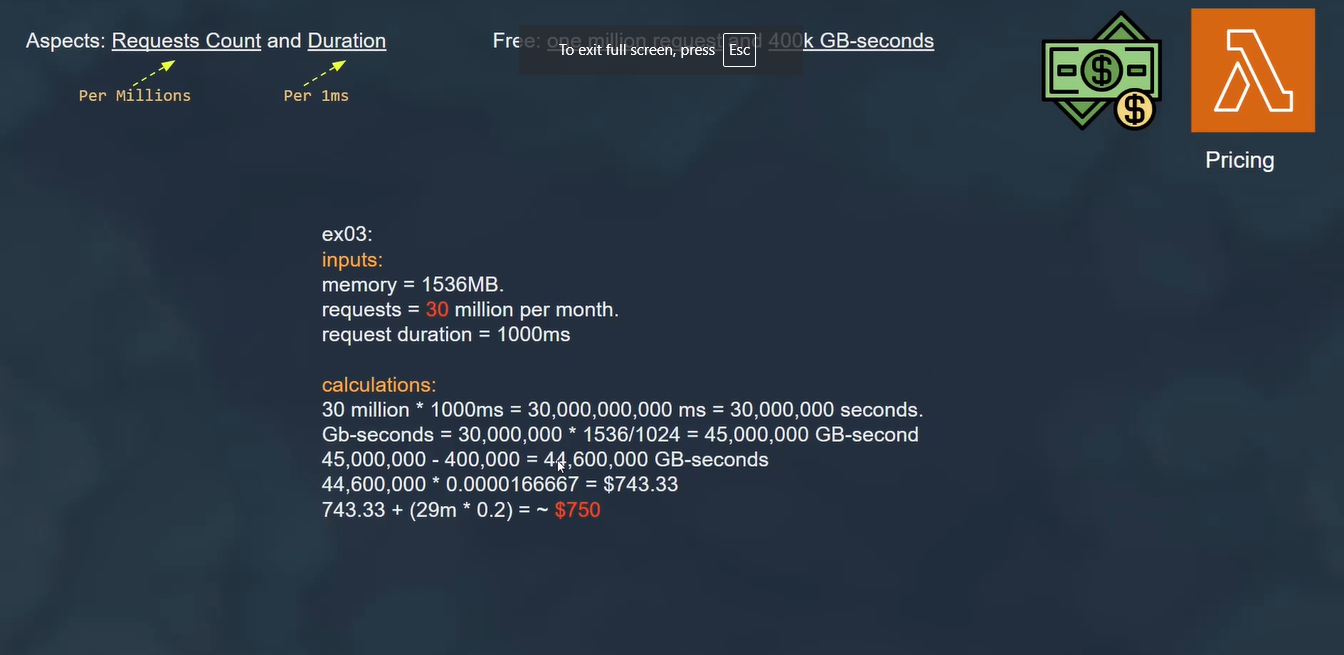 Aspects: Requests Count and Duration
Per Millions
Per 1ms
Free: one million request and 400k GB-seconds
To exit full screen, press Esc
Pricing
ex03:
inputs:
memory = 1536MB.
requests = 30 million per month.
request duration = 1000ms
calculations:
30 million * 1000ms = 30,000,000,000 ms = 30,000,000 seconds.
Gb-seconds = 30,000,000 * 1536/1024 = 45,000,000 GB-second
45,000,000 - 400,000 = 44,600,000 GB-seconds
44,600,000 * 0.0000166667 = $743.33
743.33 + (29m * 0.2) = ~ $750